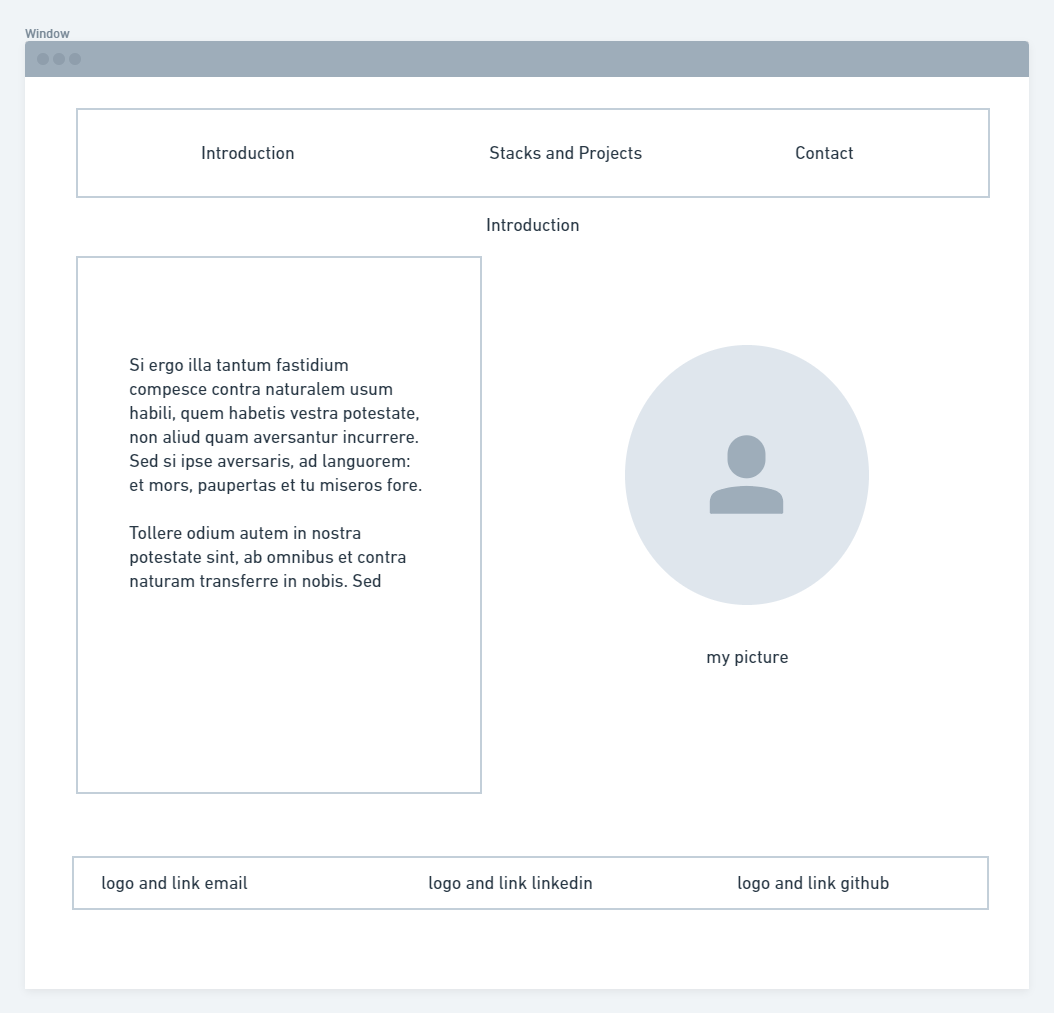 Window
Introduction
Stacks and Projects
Contact
Introduction
Si ergo illa tantum fastidium
compesce contra naturalem usum
habili, quem habetis vestra potestate,
non aliud quam aversantur incurrere.
Sed si ipse aversaris, ad languorem:
et mors, paupertas et tu miseros fore.
Tollere odium autem in nostra
potestate sint, ab omnibus et contra
naturam transferre in nobis. Sed
my picture
logo and link email
logo and link linkedin
logo and link github